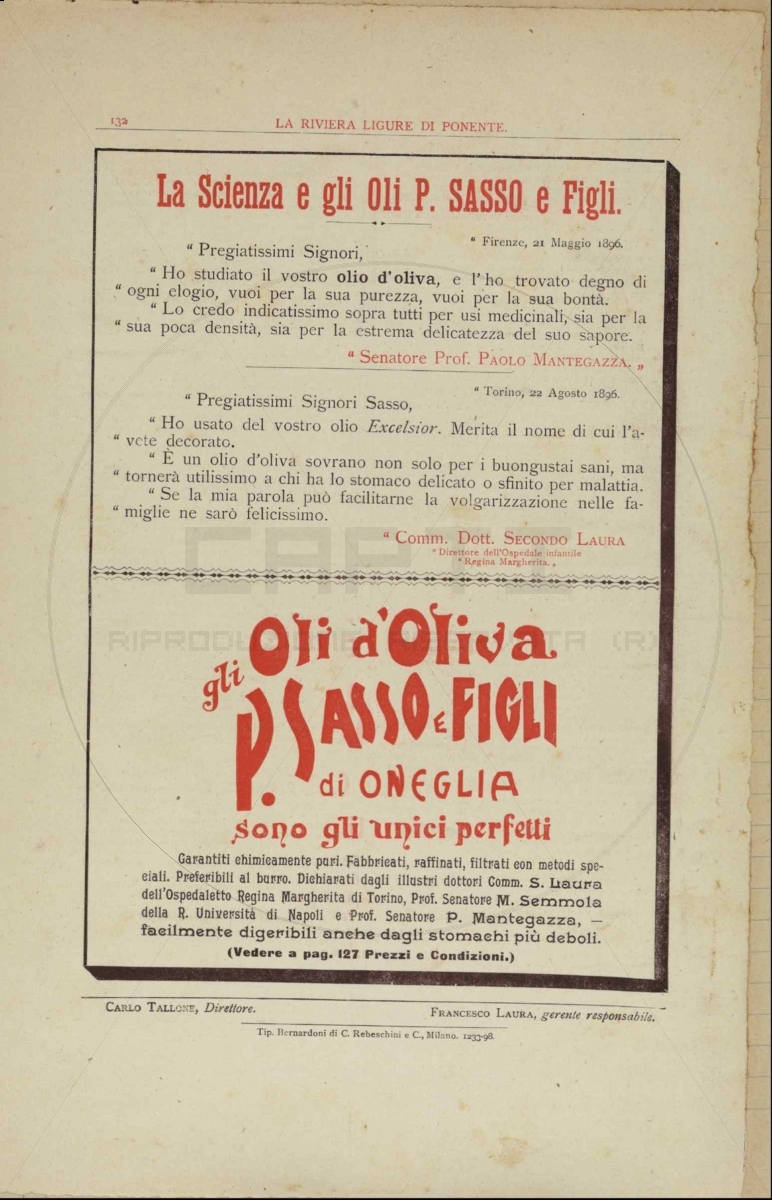 132
LA RIVIERA LIGURE DI PONENTE.
La Scienza e gli Oli P. SASSO e Figli.
“ Firenze, 21 Maggio 1896.
“ Pregiatissimi Signori,
“ Ho studiato il vostro olio d'oliva, e l'ho trovato degno di
“ ogni elogio, vuoi per la sua purezza, vuoi per la sua bontà.
“ Lo credo indicatissimo sopra tutti per usi medicinali, sia per la
“ sua poca densità, sia per la estrema delicatezza del suo sapore.
“ Senatore Prof. PAOLO MANTEGAZZA. „
“ Torino, 22 Agosto 1896.
“ Pregiatissimi Signori Sasso,
“ Ho usato del vostro olio Excelsior. Merita il nome di cui l'a-
“ vete decorato.
“ È un olio d'oliva sovrano non solo per i buongustai sani, ma
“ tornerà utilissimo a chi ha lo stomaco delicato o sfinito per malattia.
“ Se la mia parola può facilitarne la volgarizzazione nelle fa-
“ miglie ne sarò felicissimo.
“ Comm. Dott. SECONDO LAURA
“ Direttore dell'Ospedale infantile
“ Regina Margherita. „
gli Oli d'Oliva
P. SASSO E FIGLI
di ONEGLIA
sono gli unici perfetti
Garantiti chimicamente puri. Fabbricati, raffinati, filtrati con metodi spe-
ciali. Preferibili al burro. Dichiarati dagli illustri dottori Comm. S. Laura
dell'Ospedaletto Regina Margherita di Torino, Prof. Senatore M. Semmola
della R. Università di Napoli e Prof. Senatore P. Mantegazza, —
facilmente digeribili anche dagli stomachi più deboli.
(Vedere a pag. 127 Prezzi e Condizioni.)
CARLO TALLONE, Direttore.
FRANCESCO LAURA, gerente responsabile.
Tip. Bernardoni di C. Rebeschini e C., Milano. 1233-98.